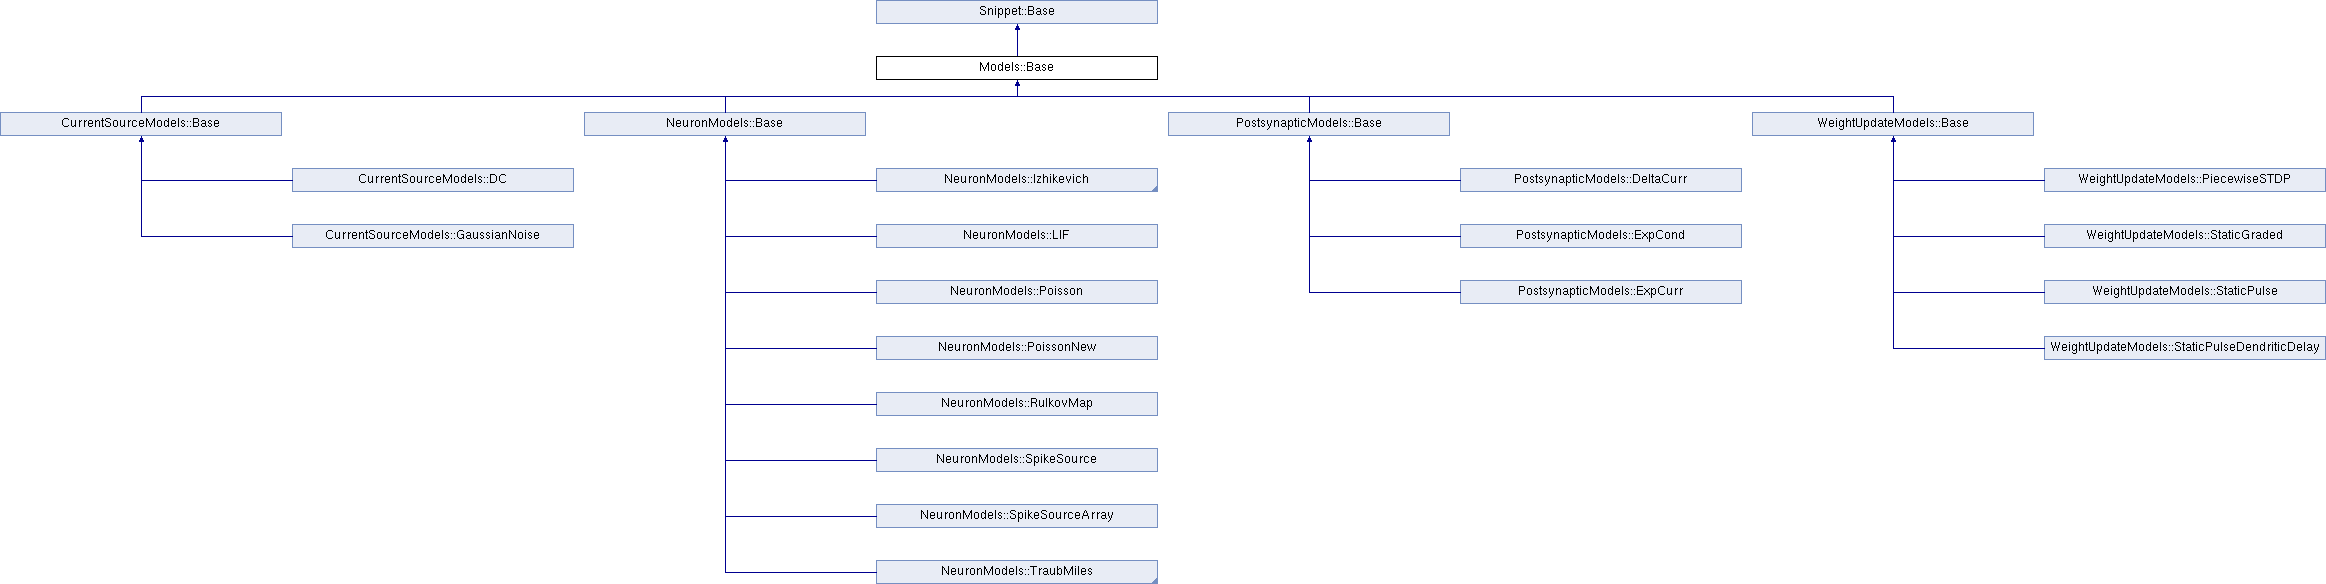 Snippet::Base
Models::Base
CurrentSourceModels::Base
NeuronModels::Base
PostsynapticModels::Base
WeightUpdateModels::Base
CurrentSourceModels::DC
NeuronModels::Izhikevich
PostsynapticModels::DeltaCurr
WeightUpdateModels::PiecewiseSTDP
CurrentSourceModels::GaussianNoise
NeuronModels::LIF
PostsynapticModels::ExpCond
WeightUpdateModels::StaticGraded
NeuronModels::Poisson
PostsynapticModels::ExpCurr
WeightUpdateModels::StaticPulse
NeuronModels::PoissonNew
WeightUpdateModels::StaticPulseDendriticDelay
NeuronModels::RulkovMap
NeuronModels::SpikeSource
NeuronModels::SpikeSourceArray
NeuronModels::TraubMiles